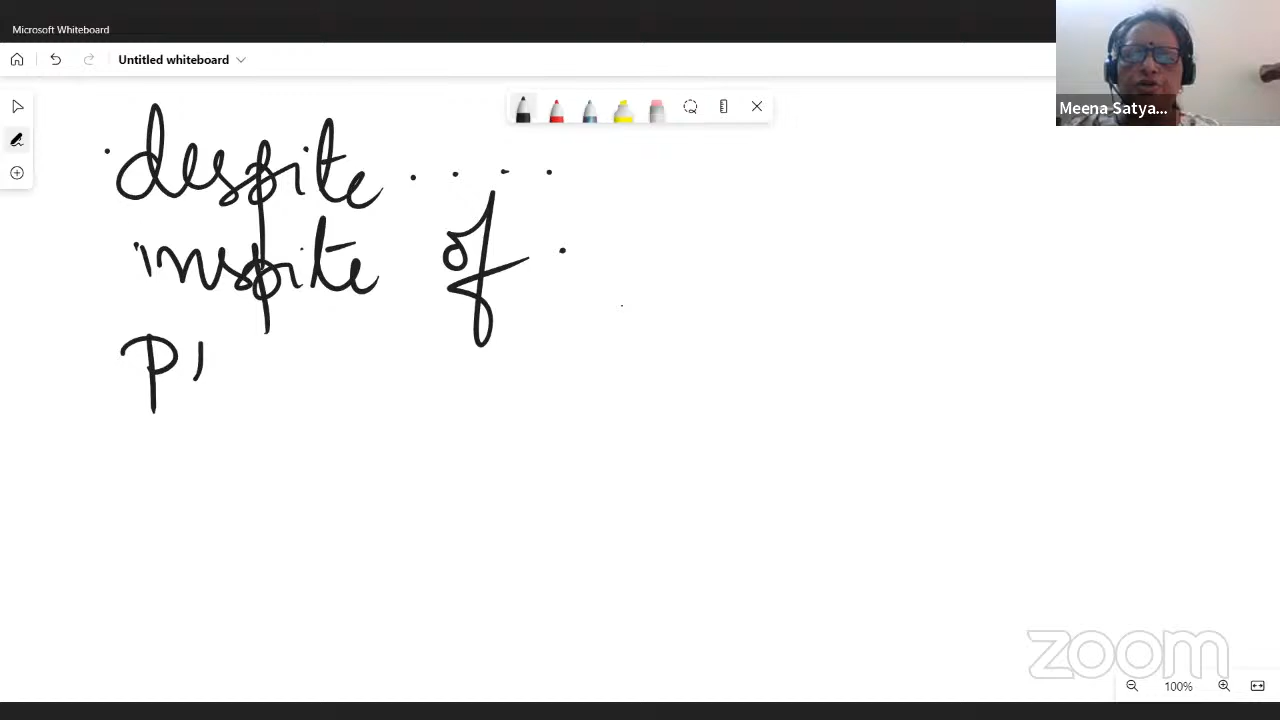 Microsoft Whiteboard
Untitled whiteboard
Meena Satya...
despite . . . .
inspite of .
P
zoom
100%